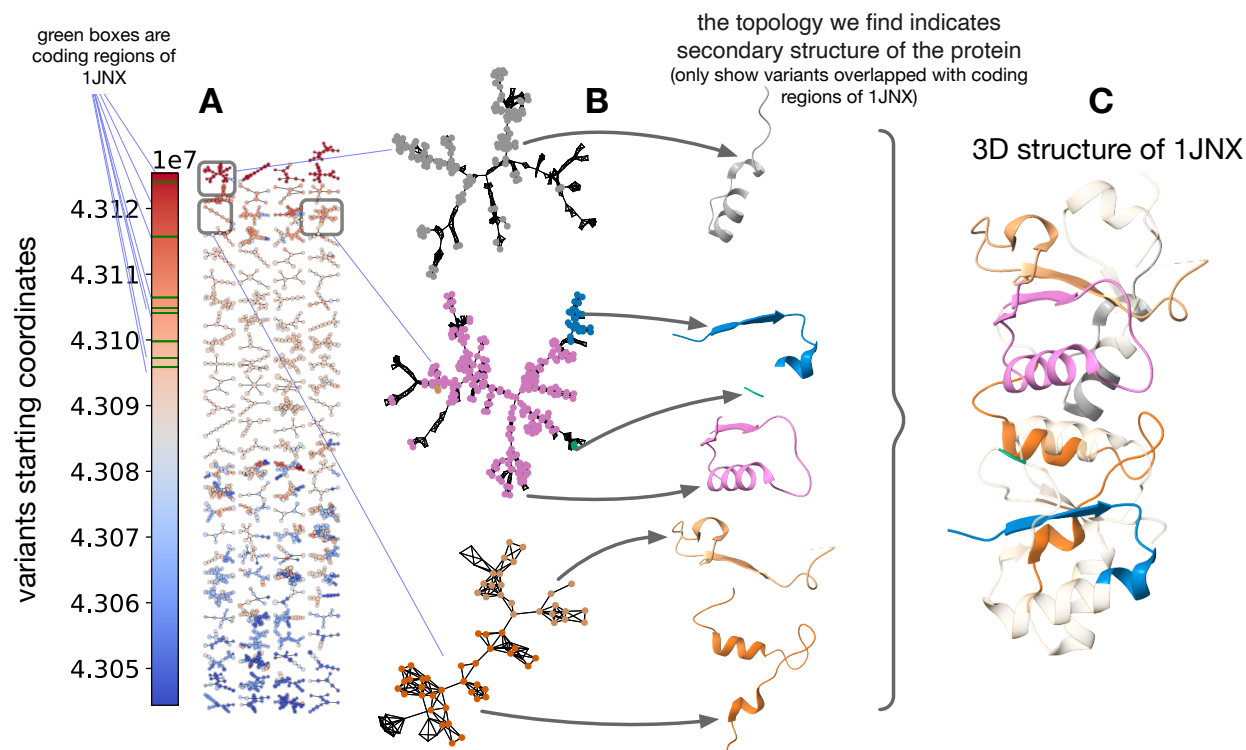 green boxes are
coding regions of
1JNX
the topology we find indicates
secondary structure of the protein
(only show variants overlapped with coding
regions of 1JNX)
A
B
C
3D structure of 1JNX
1e7
4.312
4.311
4.310
4.309
4.308
4.307
4.306
4.305
variants starting coordinates